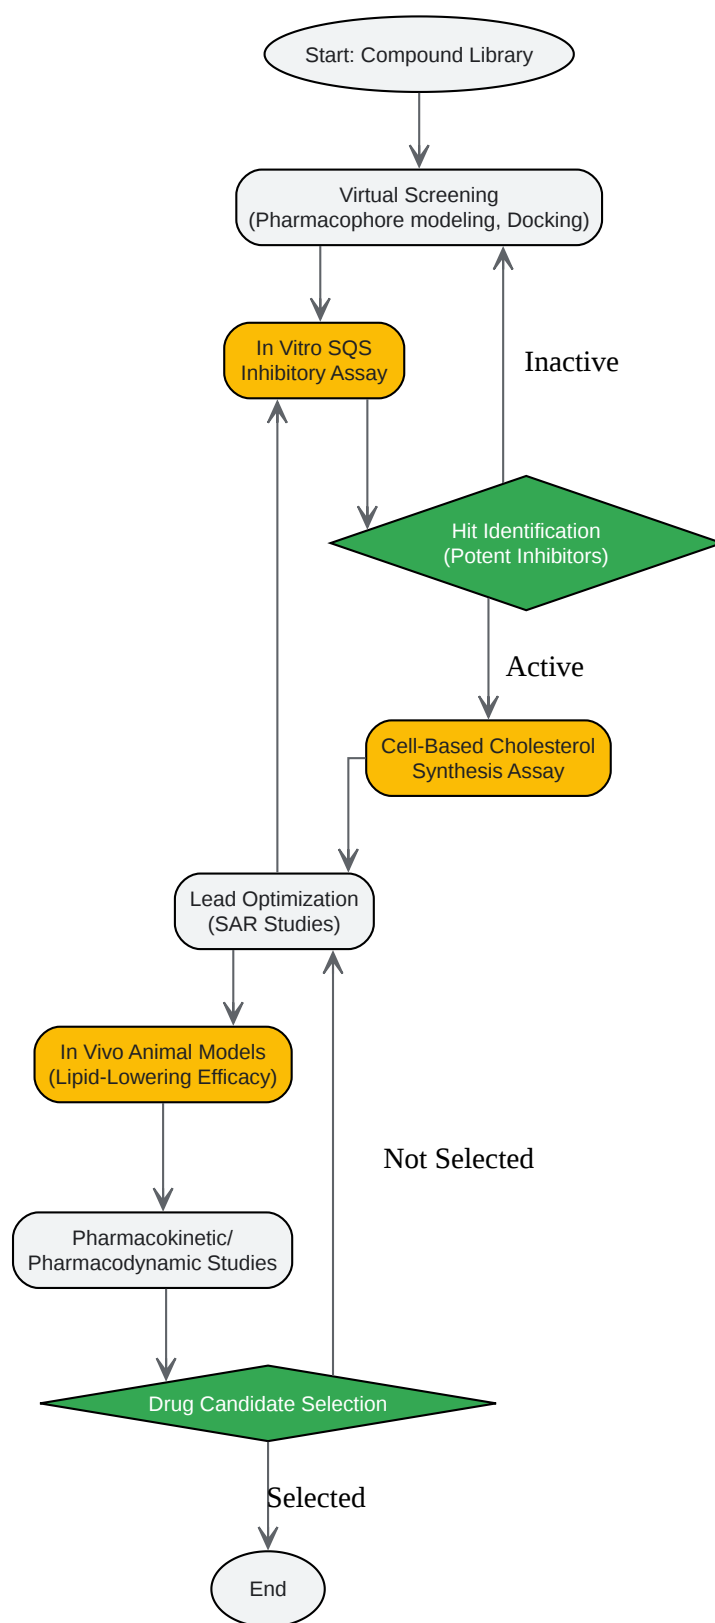 Start: Compound Library
Virtual Screening
(Pharmacophore modeling, Docking)
In Vitro SQS
Inhibitory Assay
Inactive
Hit Identification
(Potent Inhibitors)
Active
Cell-Based Cholesterol
Synthesis Assay
Lead Optimization
(SAR Studies)
In Vivo Animal Models
(Lipid-Lowering Efficacy)
Not Selected
Pharmacokinetic/
Pharmacodynamic Studies
Drug Candidate Selection
Selected
End